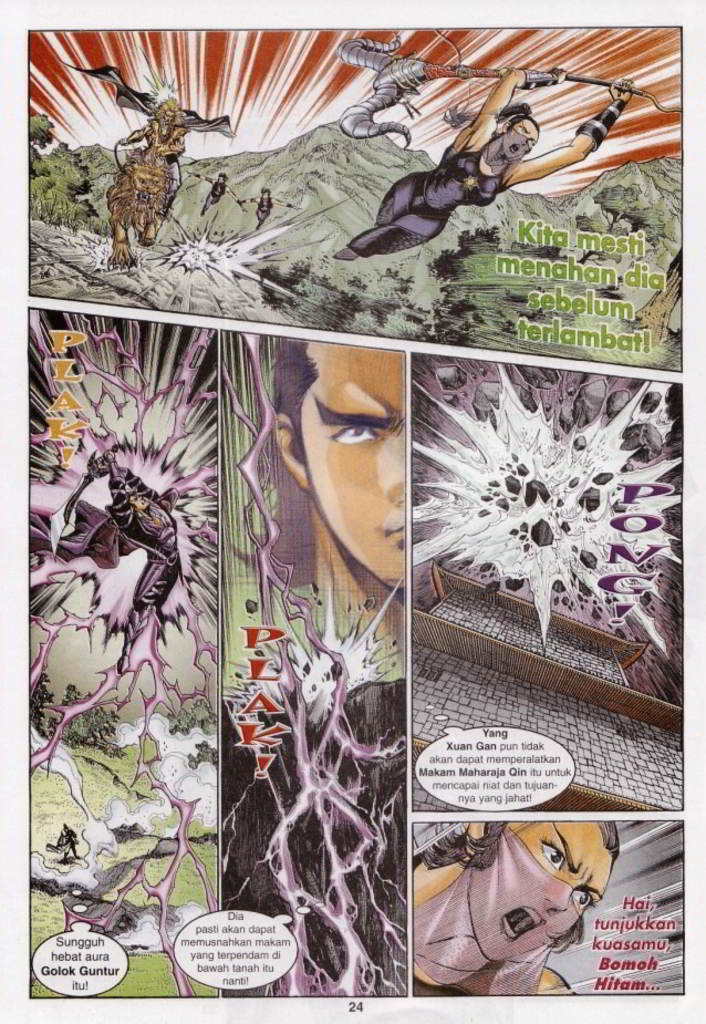 Kita mesti
menahan dia
sebelum
terlambat!
PLAK!
Sungguh
hebat aura
Golok Guntur
itu!
PLAK!
Dia
pasti akan dapat
memusnahkan makam
yang terpendam di
bawah tanah itu
nanti!
PONG!
Yang
Xuan Gan pun tidak
akan dapat memperalatkan
Makam Maharaja Qin itu untuk
mencapai niat dan tujuan-
nya yang jahat!
Hai,
tunjukkan
kuasamu,
Bomoh
Hitam...
24